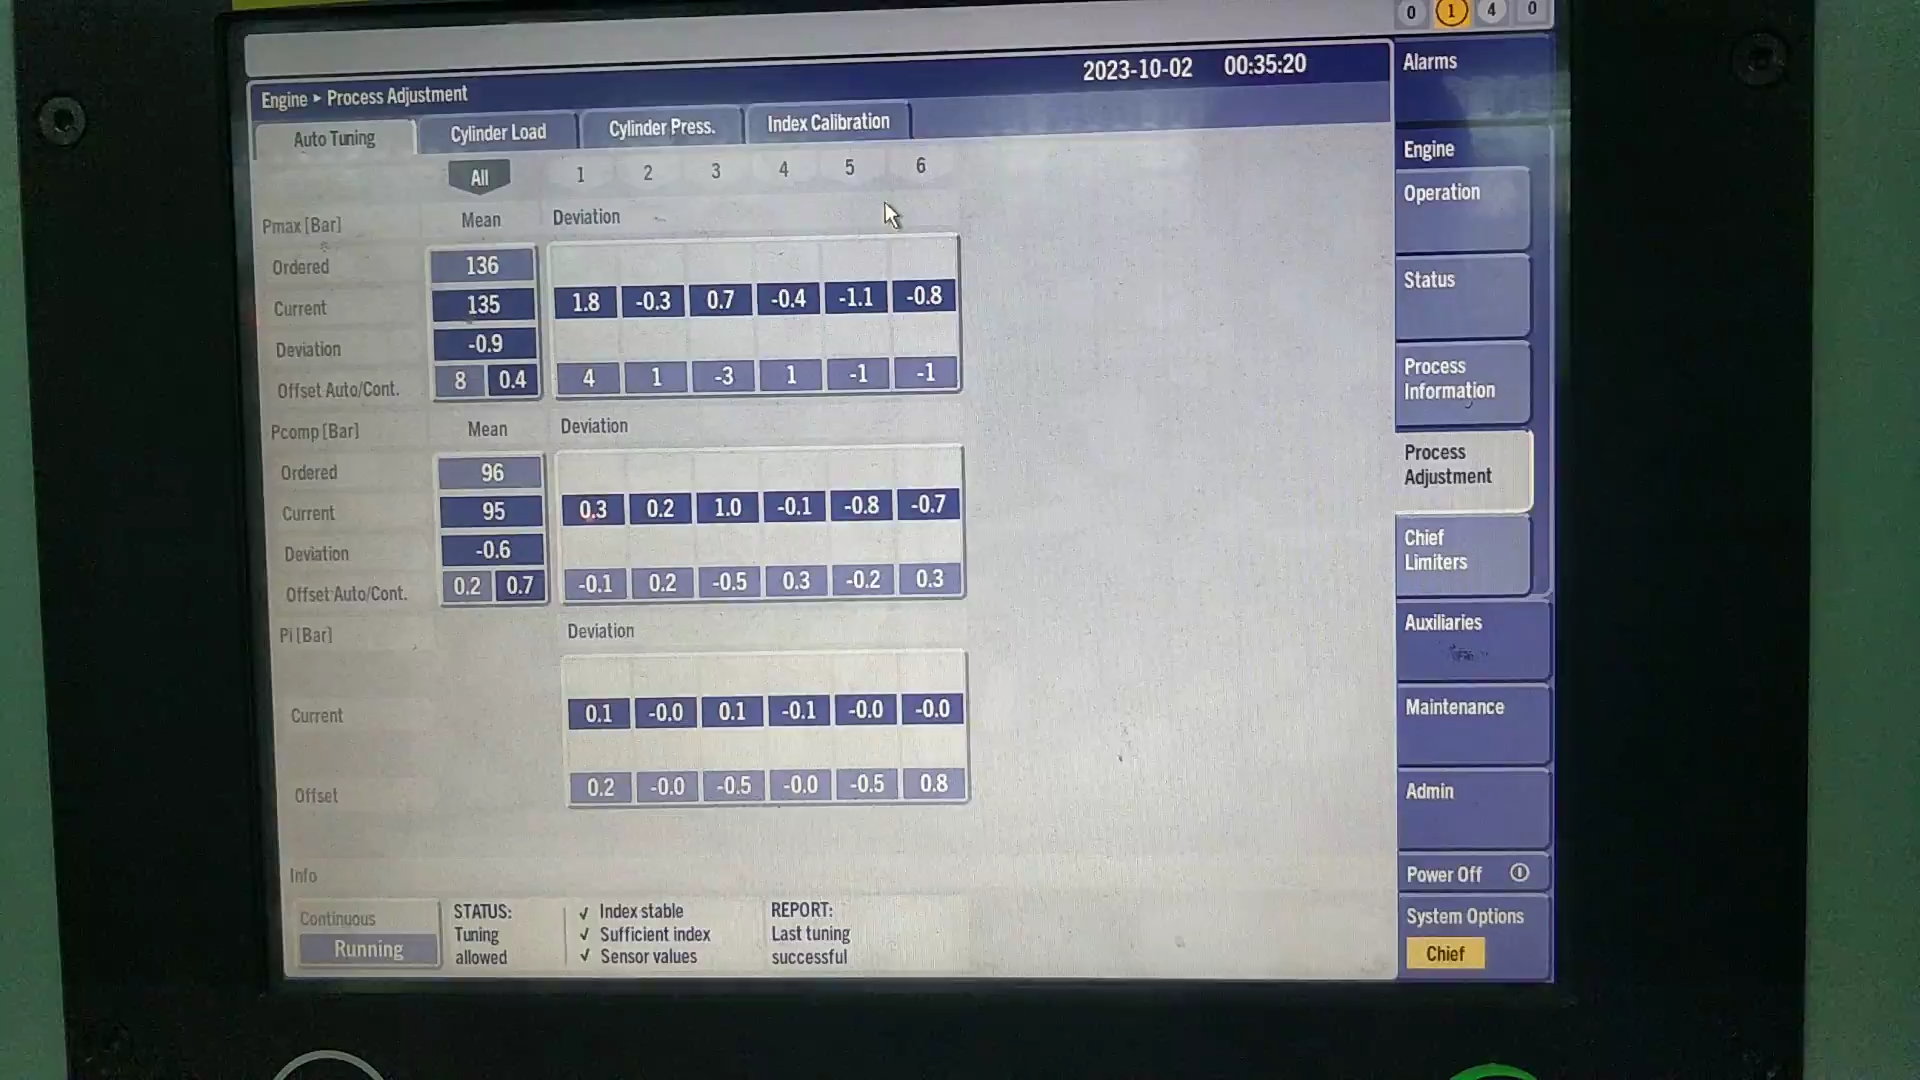 0 1 4 0
2023-10-02 00:35:20
Engine ▸ Process Adjustment
Auto Tuning Cylinder Load Cylinder Press. Index Calibration
All 1 2 3 4 5 6
Pmax [Bar] Mean Deviation
Ordered 136
Current 135 1.8 -0.3 0.7 -0.4 -1.1 -0.8
Deviation -0.9
Offset Auto/Cont. 8 0.4 4 1 -3 1 -1 -1
Pcomp [Bar] Mean Deviation
Ordered 96
Current 95 0.3 0.2 1.0 -0.1 -0.8 -0.7
Deviation -0.6
Offset Auto/Cont. 0.2 0.7 -0.1 0.2 -0.5 0.3 -0.2 0.3
Pi [Bar] Deviation
Current 0.1 -0.0 0.1 -0.1 -0.0 -0.0
Offset 0.2 -0.0 -0.5 -0.0 -0.5 0.8
Info
Continuous
Running
STATUS:
Tuning
allowed
✓ Index stable
✓ Sufficient index
✓ Sensor values
REPORT:
Last tuning
successful
Alarms
Engine
Operation
Status
Process
Information
Process
Adjustment
Chief
Limiters
Auxiliaries
Maintenance
Admin
Power Off
System Options
Chief